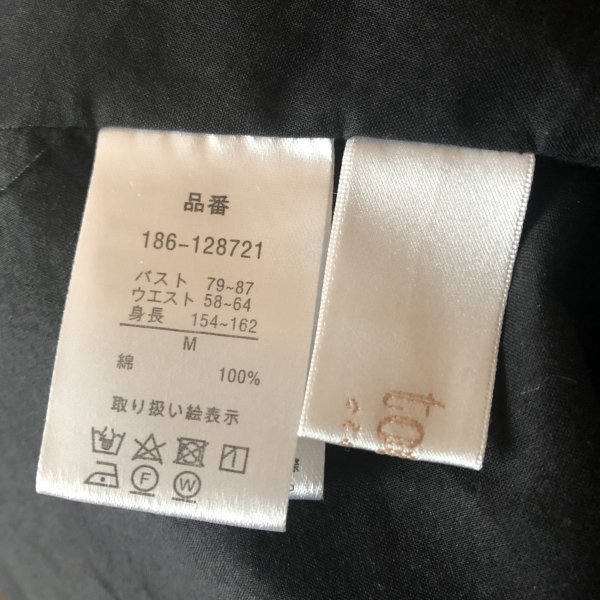 品番
186-128721
バスト 79~87
ウエスト 58~64
身長 154~162
M
綿 100%
取り扱い絵表示
F W